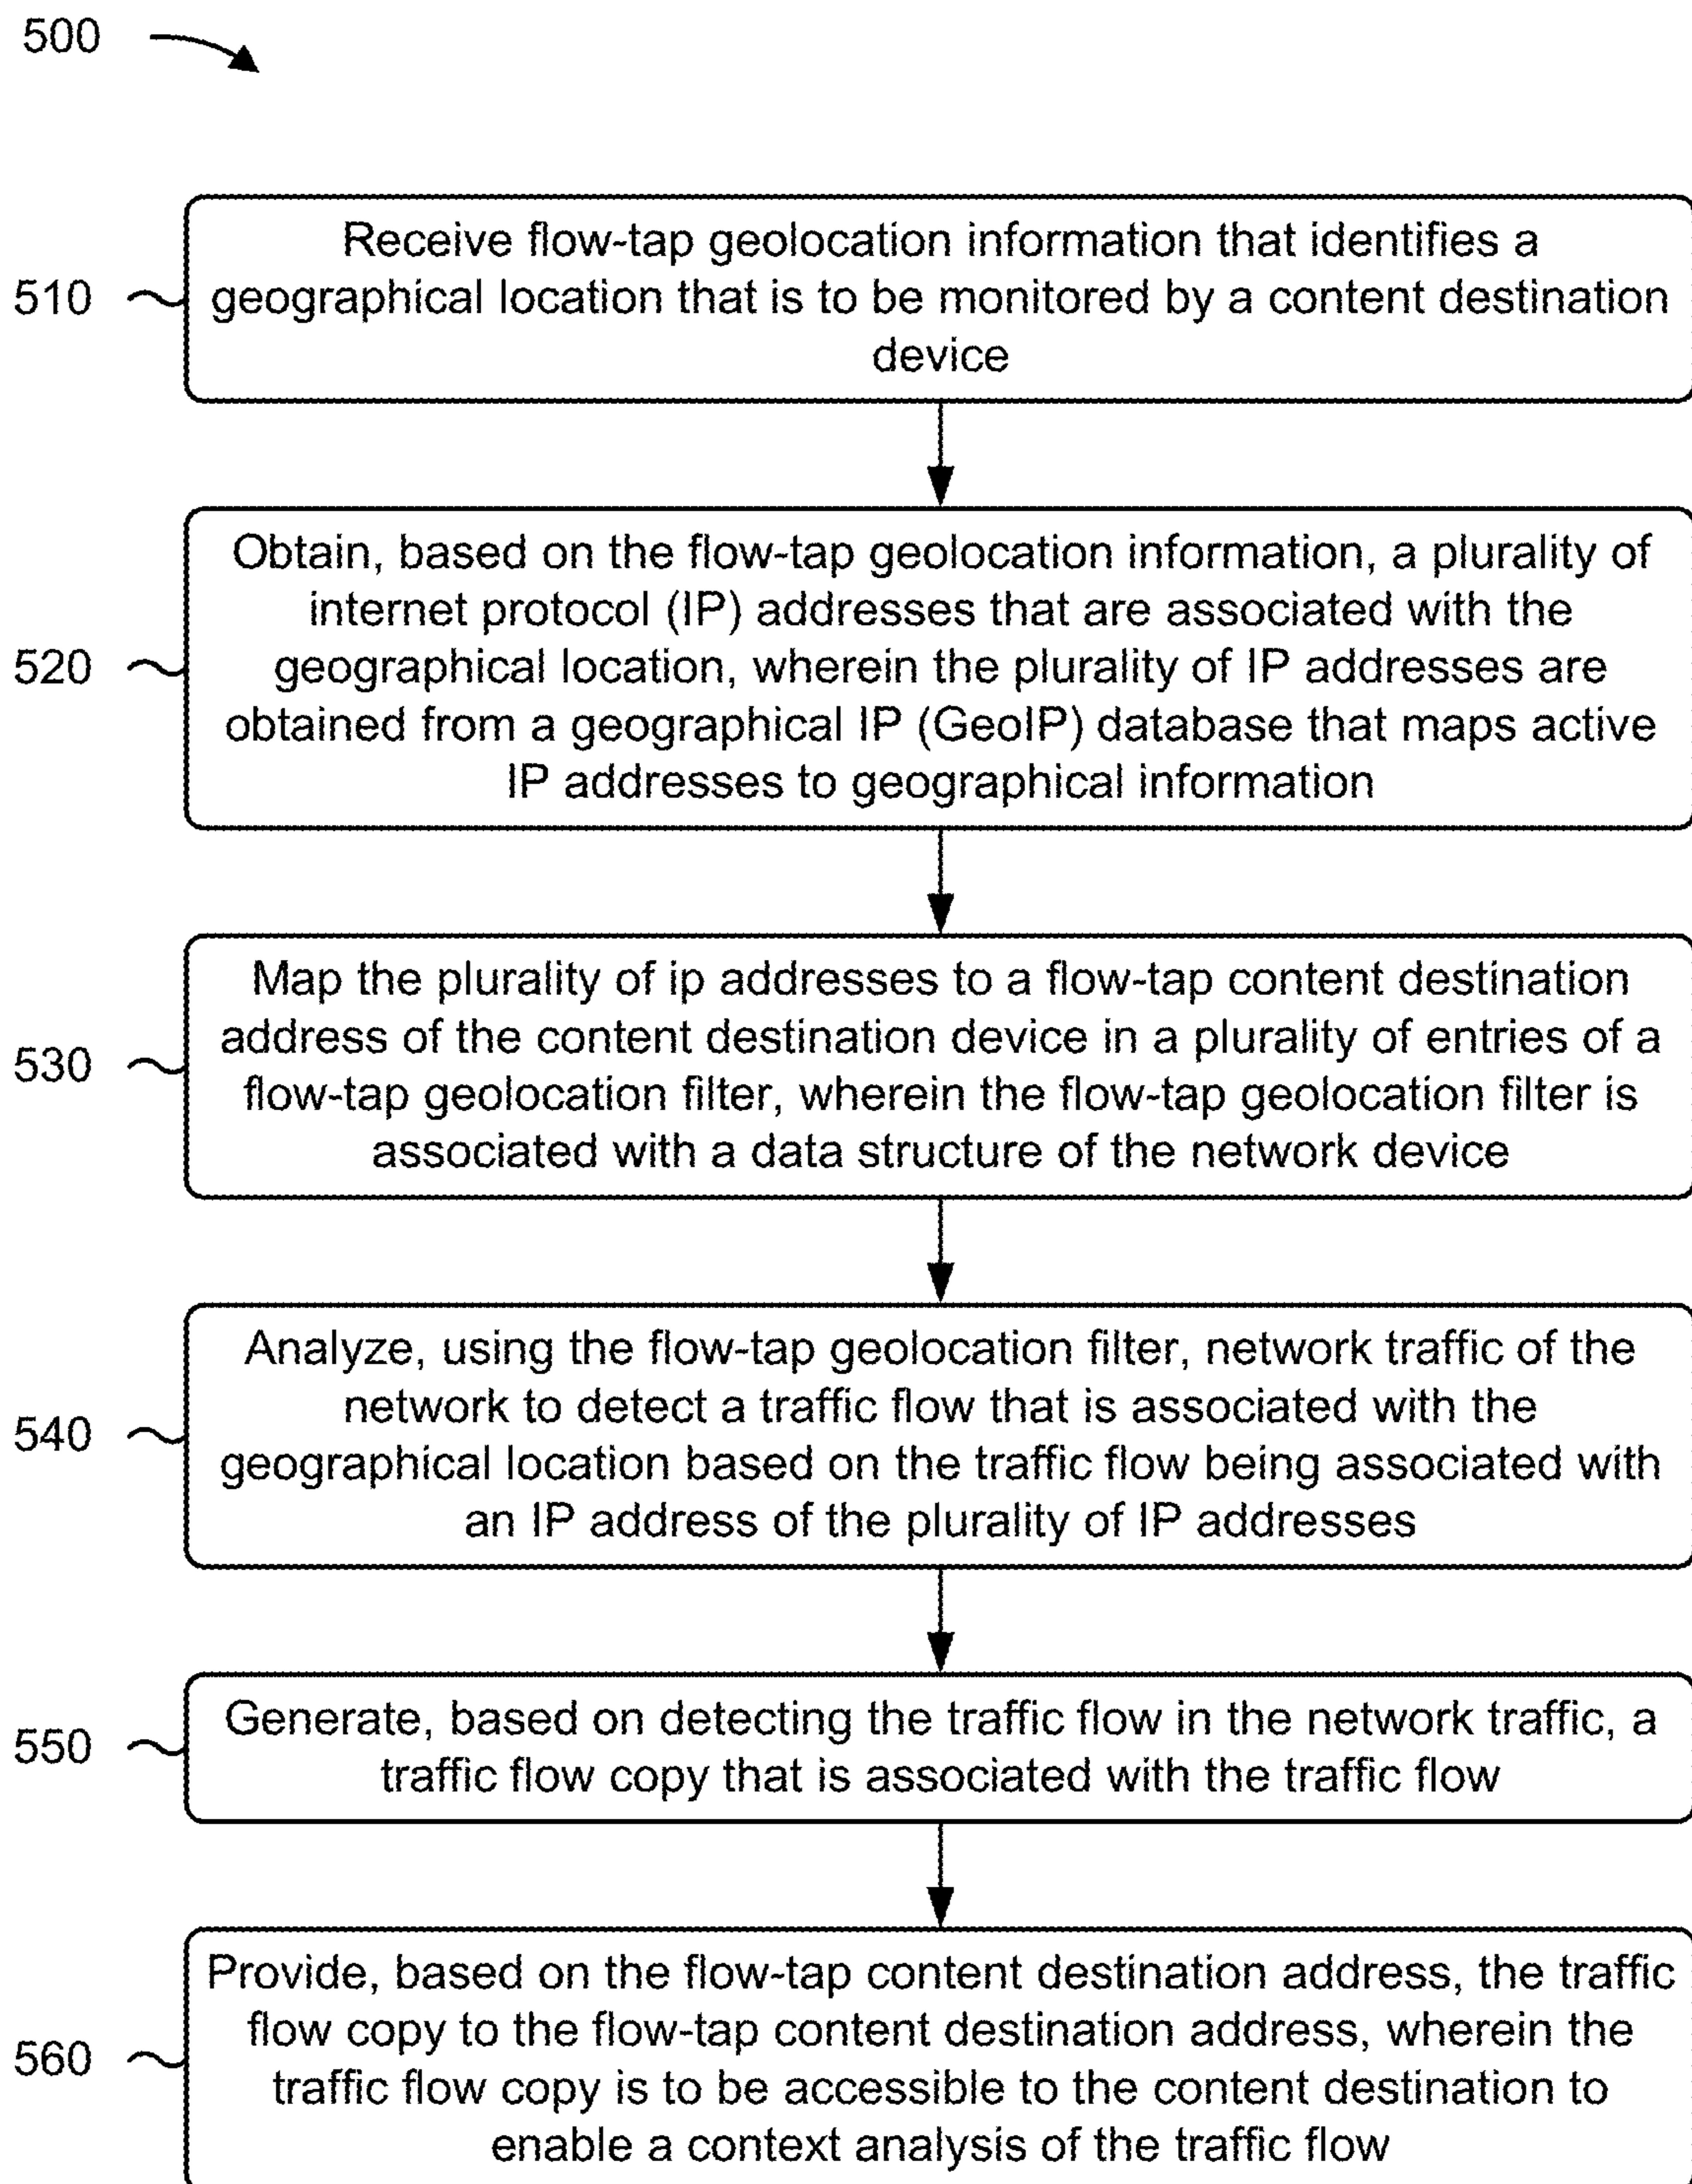 500
510
Receive flow-tap geolocation information that identifies a
geographical location that is to be monitored by a content destination
device
520
Obtain, based on the flow-tap geolocation information, a plurality of
internet protocol (IP) addresses that are associated with the
geographical location, wherein the plurality of IP addresses are
obtained from a geographical IP (GeoIP) database that maps active
IP addresses to geographical information
530
Map the plurality of ip addresses to a flow-tap content destination
address of the content destination device in a plurality of entries of a
flow-tap geolocation filter, wherein the flow-tap geolocation filter is
associated with a data structure of the network device
540
Analyze, using the flow-tap geolocation filter, network traffic of the
network to detect a traffic flow that is associated with the
geographical location based on the traffic flow being associated with
an IP address of the plurality of IP addresses
550
Generate, based on detecting the traffic flow in the network traffic, a
traffic flow copy that is associated with the traffic flow
560
Provide, based on the flow-tap content destination address, the traffic
flow copy to the flow-tap content destination address, wherein the
traffic flow copy is to be accessible to the content destination to
enable a context analysis of the traffic flow